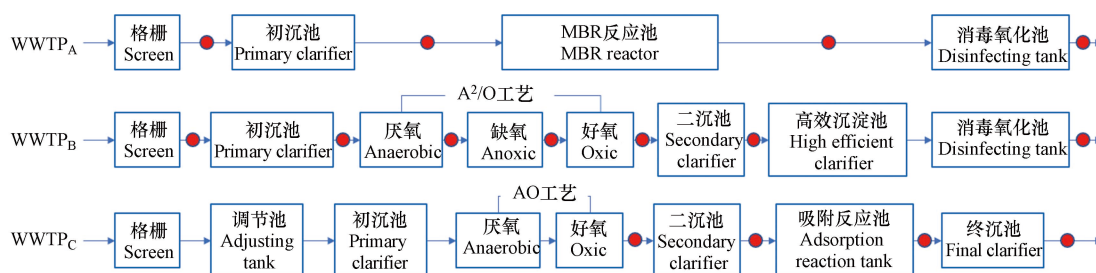 WWTPA
格栅
Screen
初沉池
Primary clarifier
MBR反应池
MBR reactor
消毒氧化池
Disinfecting tank
A²/O工艺
WWTPB
格栅
Screen
初沉池
Primary clarifier
厌氧
Anaerobic
缺氧
Anoxic
好氧
Oxic
二沉池
Secondary
clarifier
高效沉淀池
High efficient
clarifier
消毒氧化池
Disinfecting tank
AO工艺
WWTPC
格栅
Screen
调节池
Adjusting
tank
初沉池
Primary
clarifier
厌氧
Anaerobic
好氧
Oxic
二沉池
Secondary
clarifier
吸附反应池
Adsorption
reaction tank
终沉池
Final clarifier